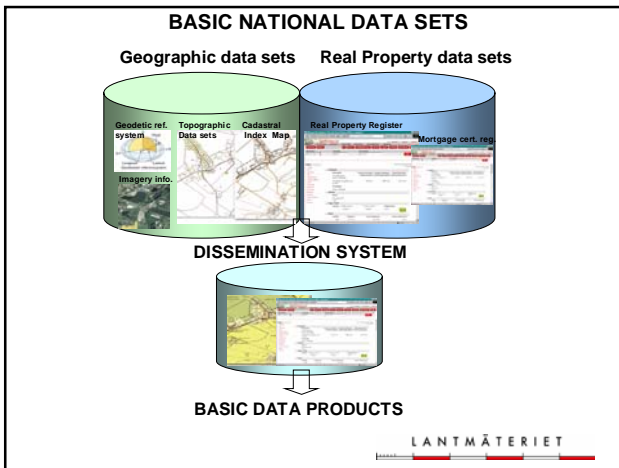 BASIC NATIONAL DATA SETS
Geographic data sets
Real Property data sets
Geodetic ref.
system
Topographic
Data sets
Cadastral
Index Map
Real Property Register
Mortgage cert. reg.
Imagery info.
DISSEMINATION SYSTEM
BASIC DATA PRODUCTS
LANTMÄTERIET